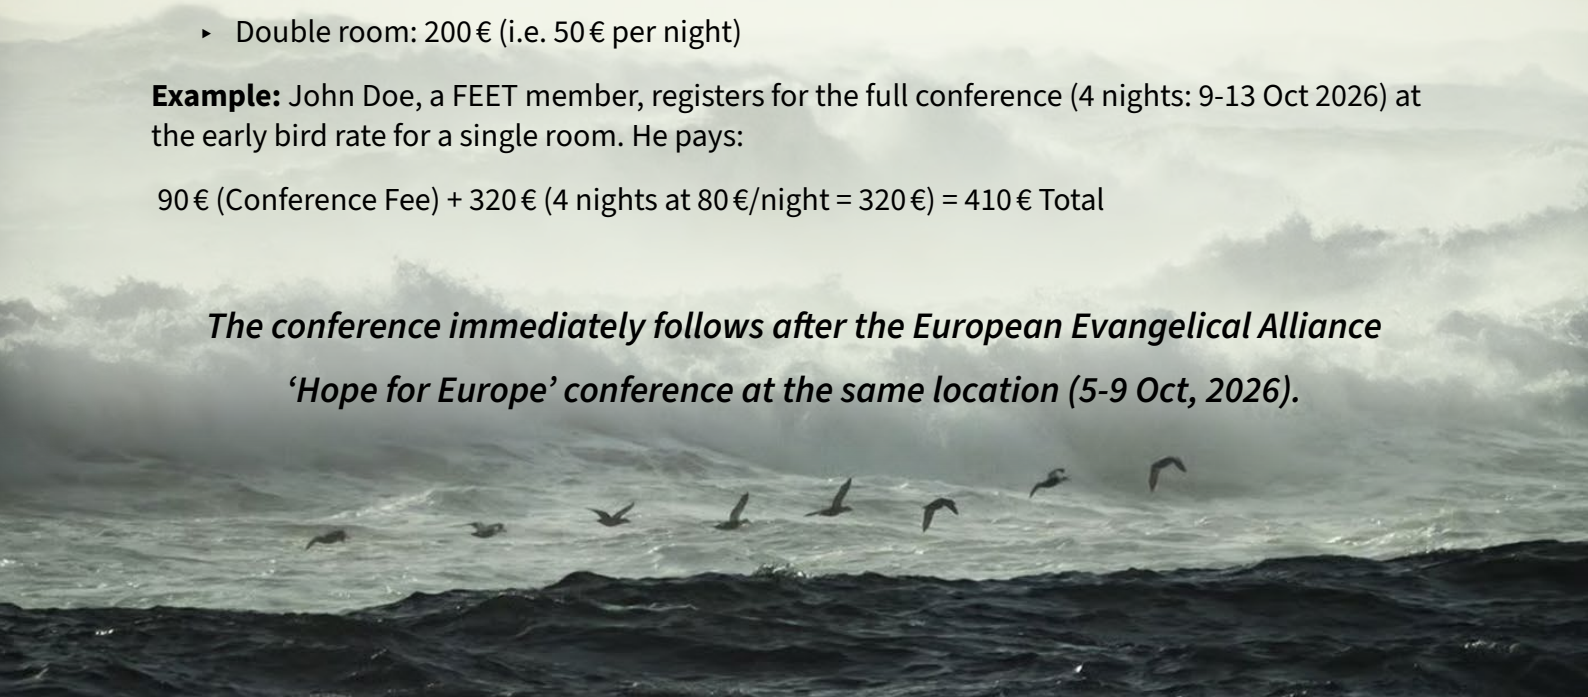 ▸ Double room: 200 € (i.e. 50 € per night)
Example: John Doe, a FEET member, registers for the full conference (4 nights: 9-13 Oct 2026) at
the early bird rate for a single room. He pays:
90 € (Conference Fee) + 320 € (4 nights at 80 €/night = 320 €) = 410 € Total
The conference immediately follows after the European Evangelical Alliance
‘Hope for Europe’ conference at the same location (5-9 Oct, 2026).